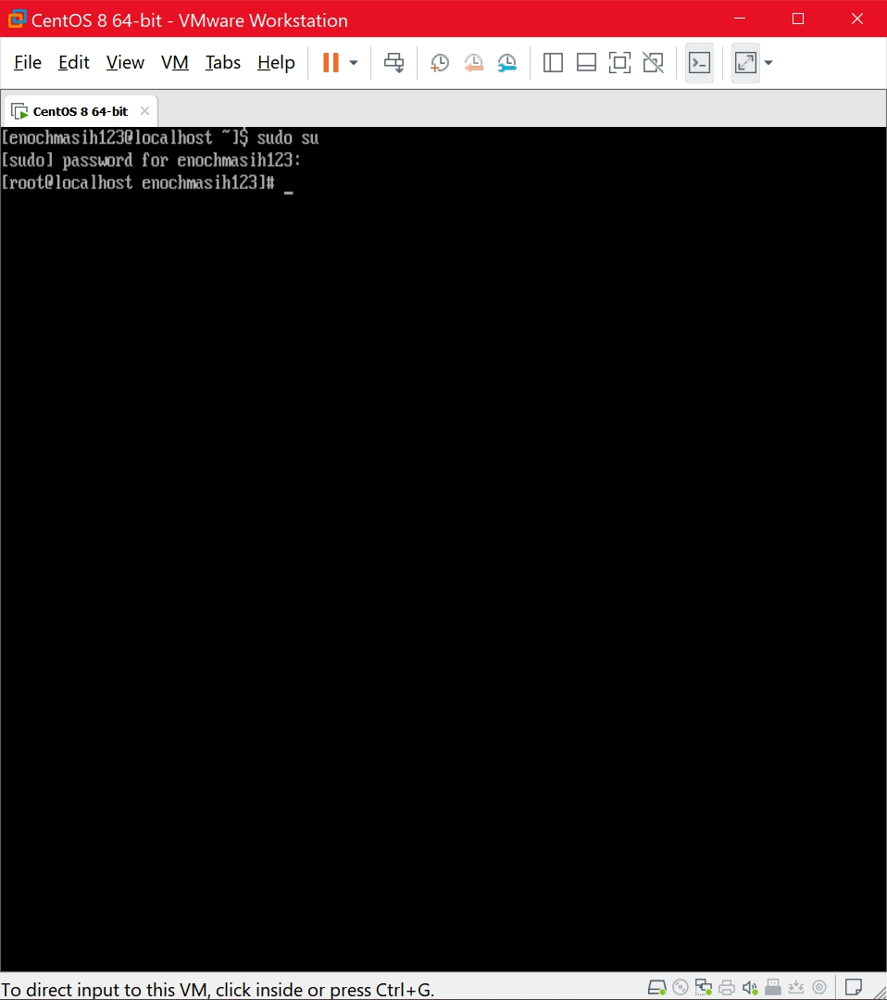 CentOS 8 64-bit - VMware Workstation
File Edit View VM Tabs Help
CentOS 8 64-bit
[enochmasih123@localhost ~]$ sudo su
[sudo] password for enochmasih123:
[root@localhost enochmasih123]# _
To direct input to this VM, click inside or press Ctrl+G.